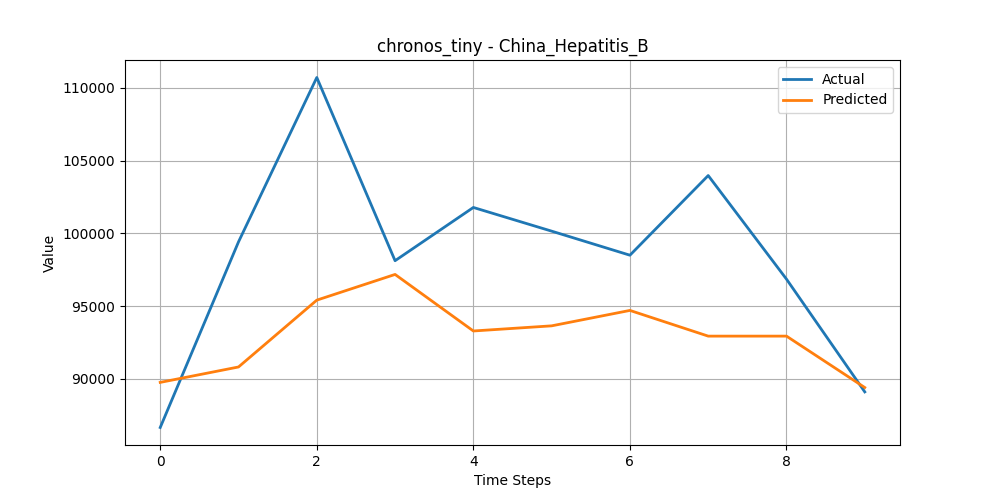 chronos_tiny - China_Hepatitis_B
Actual
Predicted
110000
105000
100000
95000
90000
Value
0 2 4 6 8
Time Steps